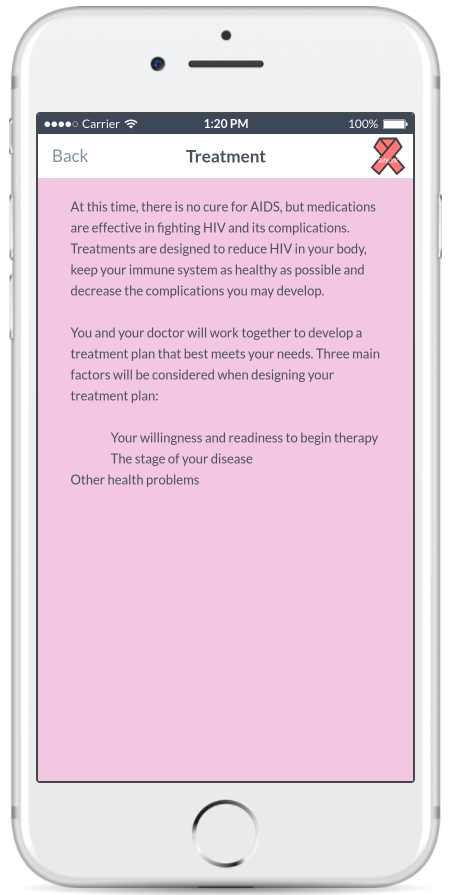 Carrier 1:20 PM 100%
Back Treatment
At this time, there is no cure for AIDS, but medications
are effective in fighting HIV and its complications.
Treatments are designed to reduce HIV in your body,
keep your immune system as healthy as possible and
decrease the complications you may develop.
You and your doctor will work together to develop a
treatment plan that best meets your needs. Three main
factors will be considered when designing your
treatment plan:
Your willingness and readiness to begin therapy
The stage of your disease
Other health problems